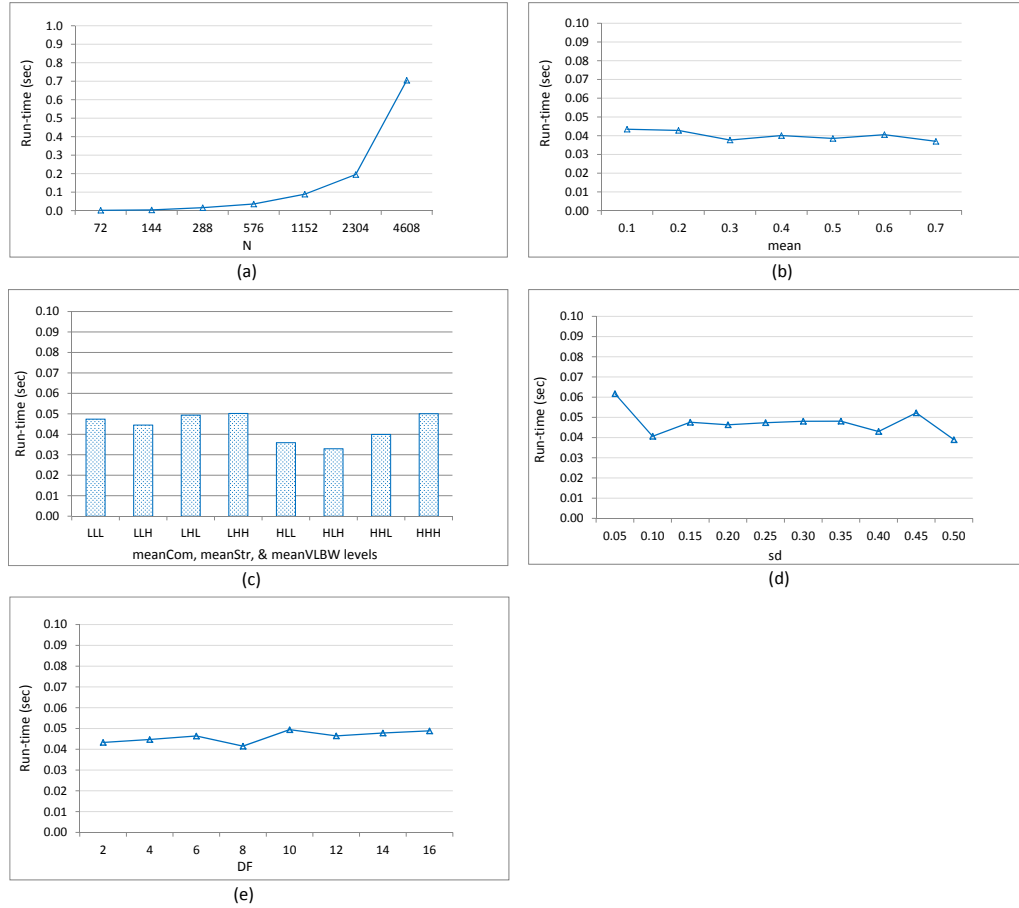 1.0
0.9
0.8
0.7
0.6
0.5
0.4
0.3
0.2
0.1
0.0
Run-time (sec)
72 144 288 576 1152 2304 4608
N
(a)
0.10
0.09
0.08
0.07
0.06
0.05
0.04
0.03
0.02
0.01
0.00
Run-time (sec)
0.1 0.2 0.3 0.4 0.5 0.6 0.7
mean
(b)
0.10
0.09
0.08
0.07
0.06
0.05
0.04
0.03
0.02
0.01
0.00
Run-time (sec)
LLL LLH LHL LHH HLL HLH HHL HHH
meanCom, meanStr, & meanVLBW levels
(c)
0.10
0.09
0.08
0.07
0.06
0.05
0.04
0.03
0.02
0.01
0.00
Run-time (sec)
0.05 0.10 0.15 0.20 0.25 0.30 0.35 0.40 0.45 0.50
sd
(d)
0.10
0.09
0.08
0.07
0.06
0.05
0.04
0.03
0.02
0.01
0.00
Run-time (sec)
2 4 6 8 10 12 14 16
DF
(e)